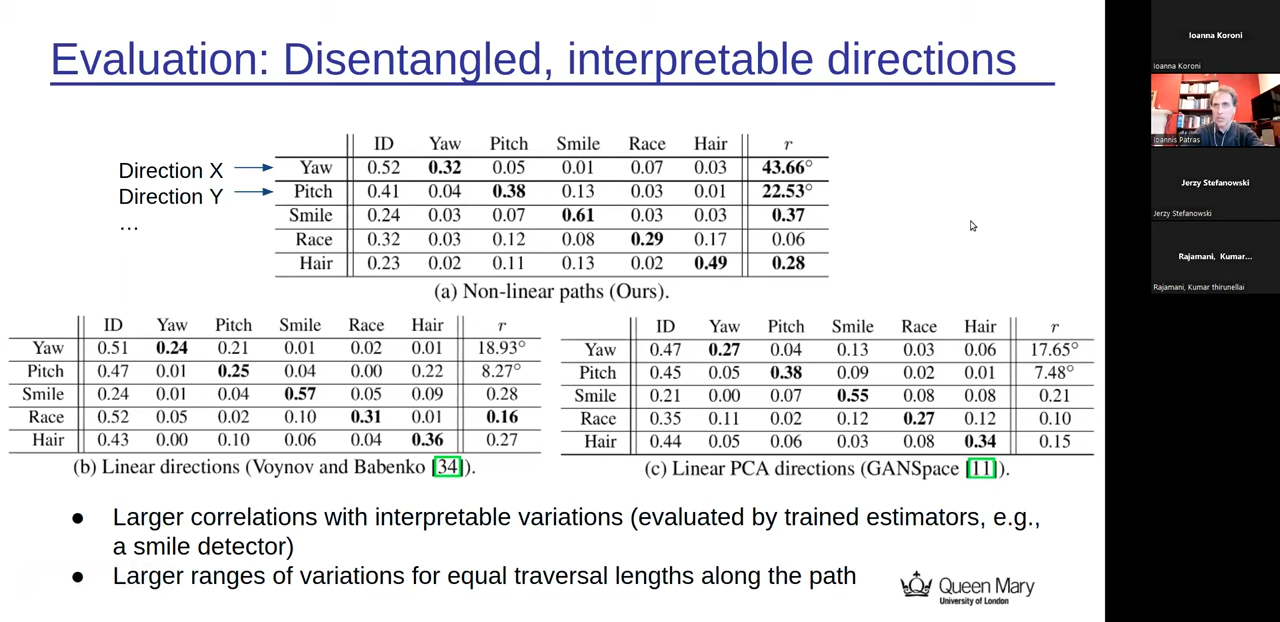 Evaluation: Disentangled, interpretable directions
Direction X
Direction Y
...
ID Yaw Pitch Smile Race Hair r
Yaw 0.52 0.32 0.05 0.01 0.07 0.03 43.66°
Pitch 0.41 0.04 0.38 0.13 0.03 0.01 22.53°
Smile 0.24 0.03 0.07 0.61 0.03 0.03 0.37
Race 0.32 0.03 0.12 0.08 0.29 0.17 0.06
Hair 0.23 0.02 0.11 0.13 0.02 0.49 0.28
(a) Non-linear paths (Ours).
ID Yaw Pitch Smile Race Hair r
Yaw 0.51 0.24 0.21 0.01 0.02 0.01 18.93°
Pitch 0.47 0.01 0.25 0.04 0.00 0.22 8.27°
Smile 0.24 0.01 0.04 0.57 0.05 0.09 0.28
Race 0.52 0.05 0.02 0.10 0.31 0.01 0.16
Hair 0.43 0.00 0.10 0.06 0.04 0.36 0.27
(b) Linear directions (Voynov and Babenko [34]).
ID Yaw Pitch Smile Race Hair r
Yaw 0.47 0.27 0.04 0.13 0.03 0.06 17.65°
Pitch 0.45 0.05 0.38 0.09 0.02 0.01 7.48°
Smile 0.21 0.00 0.07 0.55 0.08 0.08 0.21
Race 0.35 0.11 0.02 0.12 0.27 0.12 0.10
Hair 0.44 0.05 0.06 0.03 0.08 0.34 0.15
(c) Linear PCA directions (GANSpace [11]).
● Larger correlations with interpretable variations (evaluated by trained estimators, e.g.,
a smile detector)
● Larger ranges of variations for equal traversal lengths along the path
Queen Mary
University of London
Ioanna Koroni
Ioanna Koroni
Ioannis Patras
Jerzy Stefanowski
Jerzy Stefanowski
Rajamani, Kumar...
Rajamani, Kumar thirunellai